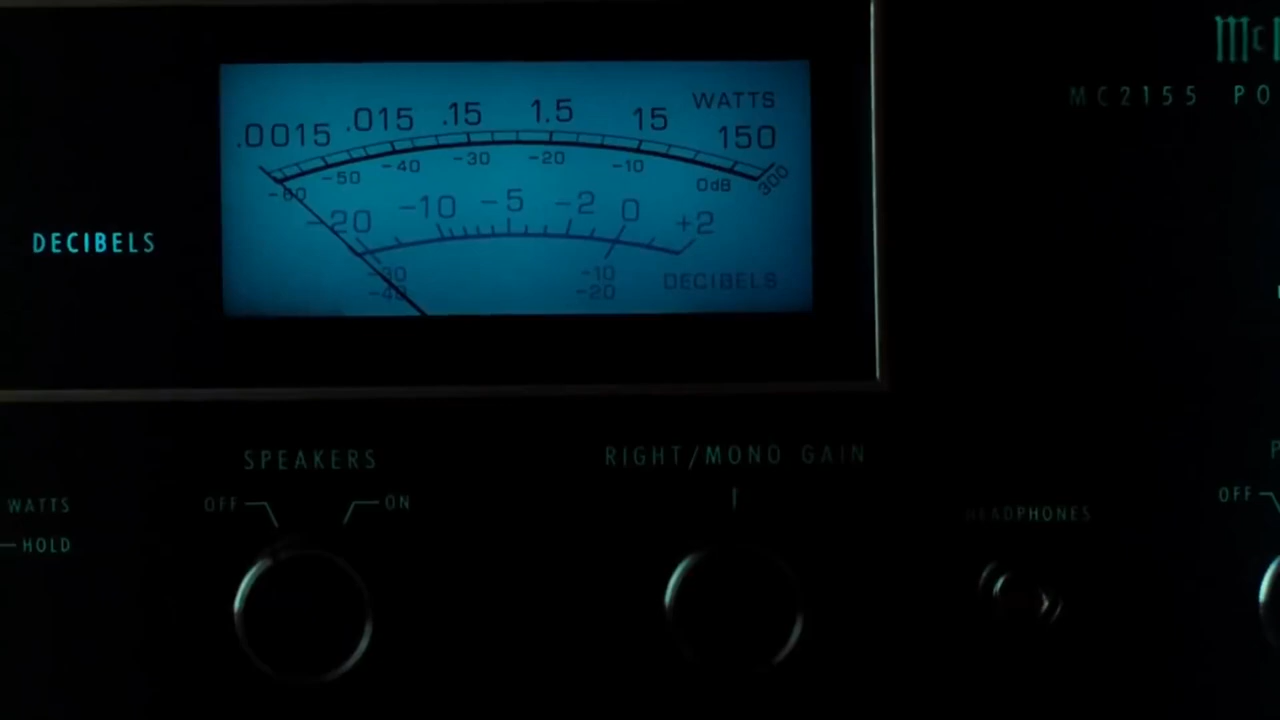 WATTS
.0015 .015 .15 1.5 15 150
-60 -50 -40 -30 -20 -10 0dB 300
-20 -10 -5 -2 0 +2
-30 -10
-40 -20
DECIBELS
DECIBELS
MC2155 PO
SPEAKERS
OFF ON
RIGHT/MONO GAIN
HEADPHONES
WATTS
HOLD
OFF